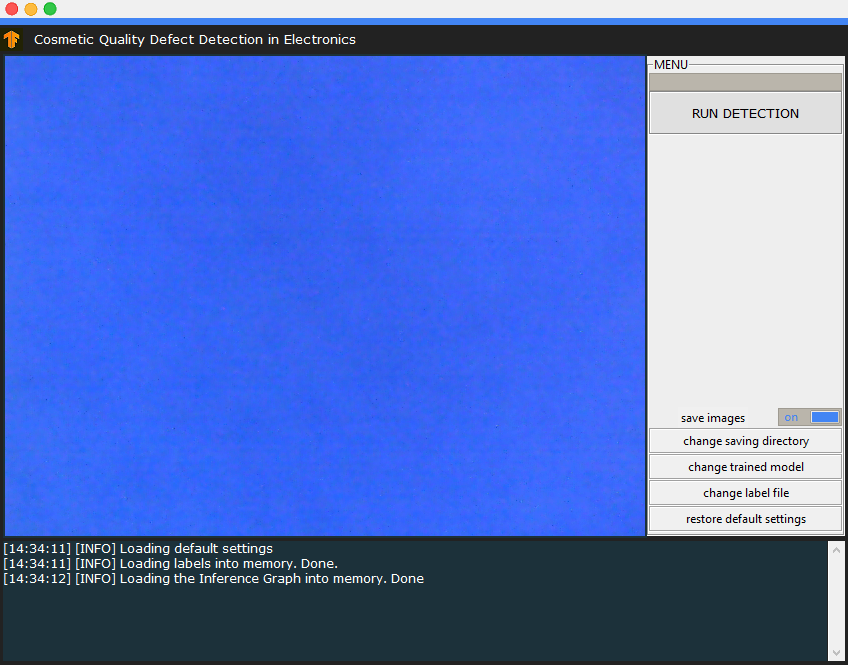 Cosmetic Quality Defect Detection in Electronics
MENU
RUN DETECTION
save images on
change saving directory
change trained model
change label file
restore default settings
[14:34:11] [INFO] Loading default settings
[14:34:11] [INFO] Loading labels into memory. Done.
[14:34:12] [INFO] Loading the Inference Graph into memory. Done